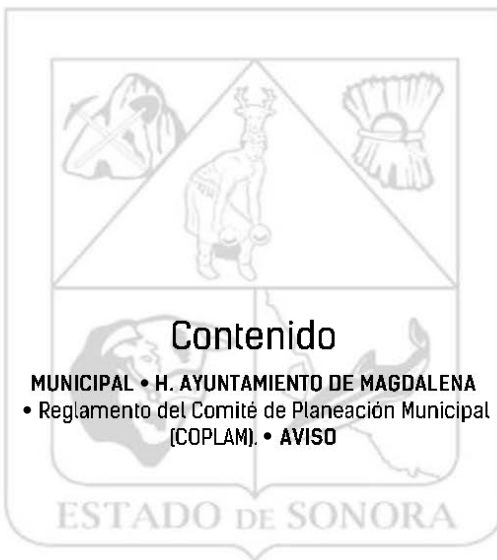 Contenido
MUNICIPAL • H. AYUNTAMIENTO DE MAGDALENA
• Reglamento del Comité de Planeación Municipal
(COPLAM). • AVISO
ESTADO DE SONORA